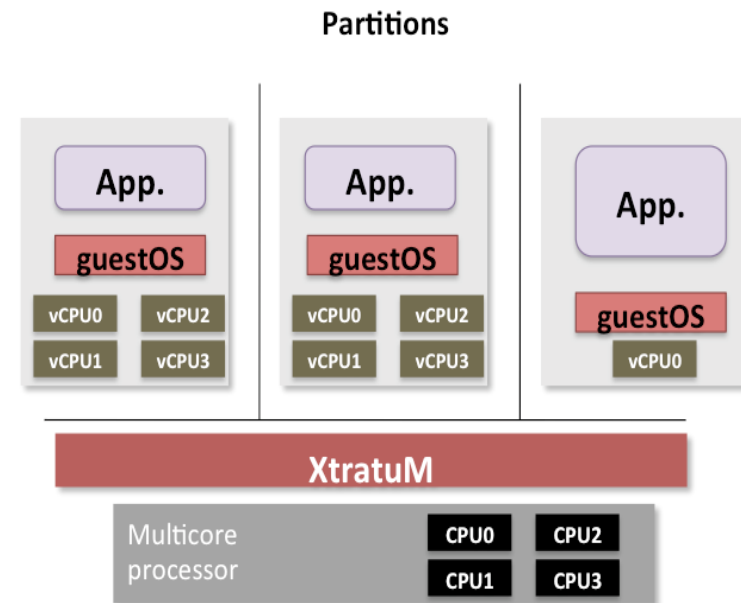 Partitions
App.
guestOS
vCPU0 vCPU2
vCPU1 vCPU3
App.
guestOS
vCPU0 vCPU2
vCPU1 vCPU3
App.
guestOS
vCPU0
XtratuM
Multicore
processor
CPU0 CPU2
CPU1 CPU3